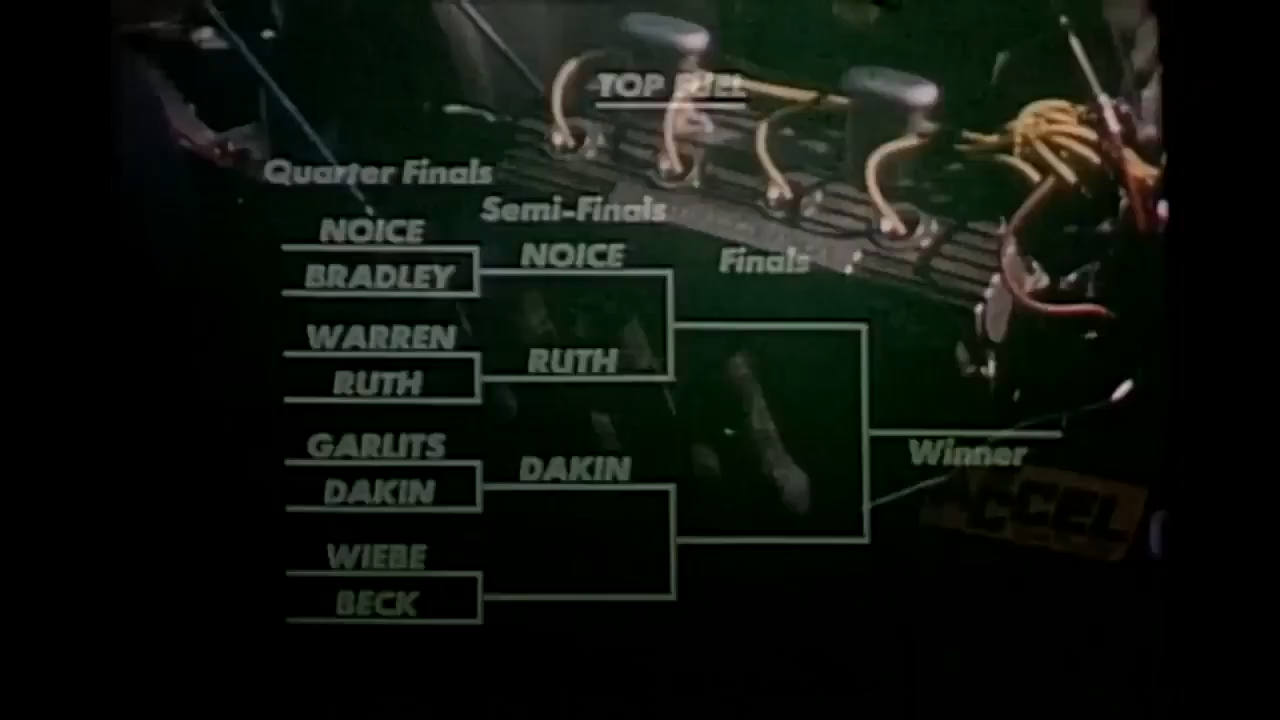 TOP FUEL
Quarter Finals
Semi-Finals
Finals
Winner
NOICE
BRADLEY
WARREN
RUTH
GARLITS
DAKIN
WIEBE
BECK
NOICE
RUTH
DAKIN
ACCEL